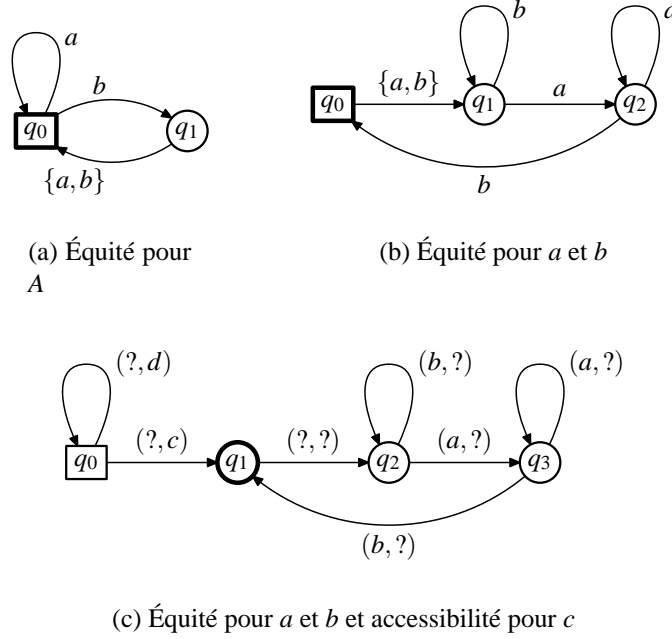 a
b
q0
q1
{a,b}
(a) Équité pour
A
b
a
{a,b}
a
q0
q1
q2
b
(b) Équité pour a et b
(?,d)
(b,?)
(a,?)
(?,c)
(?,?)
(a,?)
q0
q1
q2
q3
(b,?)
(c) Équité pour a et b et accessibilité pour c